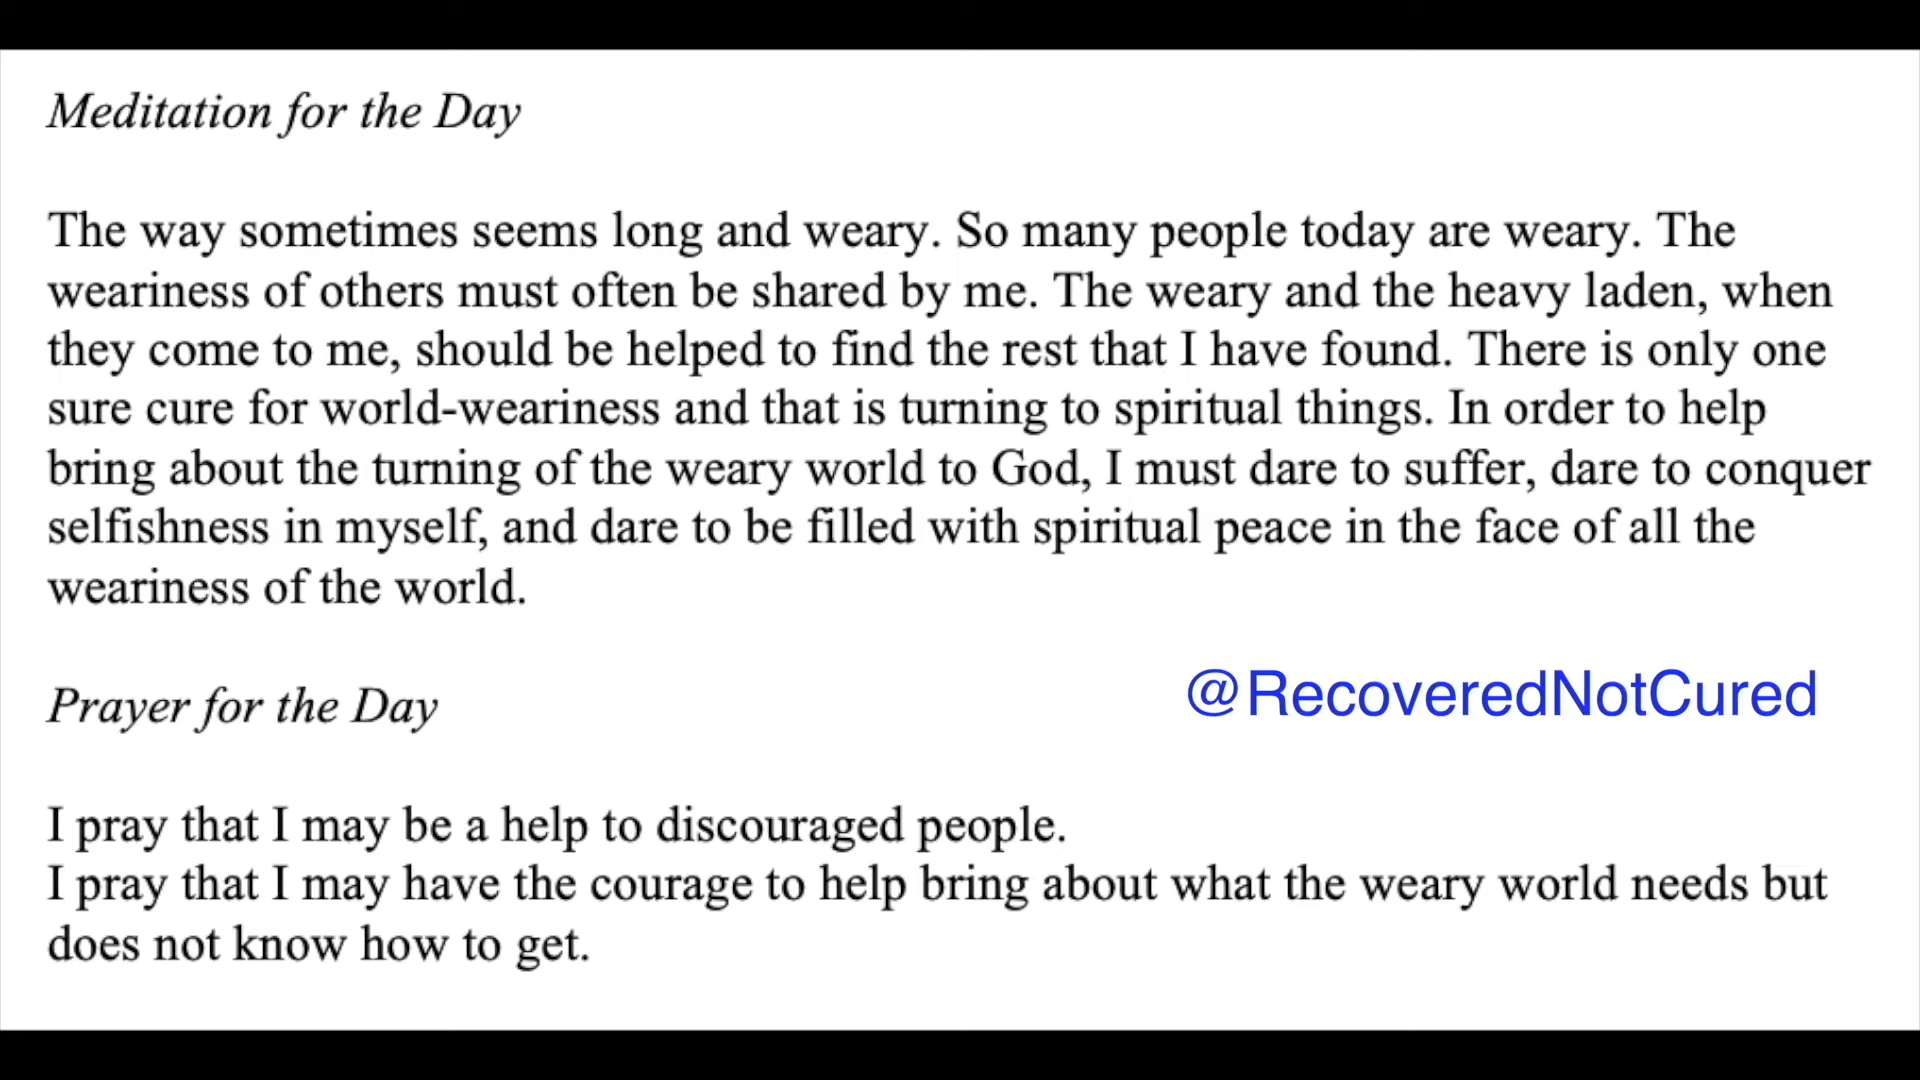 Meditation for the Day
The way sometimes seems long and weary. So many people today are weary. The
weariness of others must often be shared by me. The weary and the heavy laden, when
they come to me, should be helped to find the rest that I have found. There is only one
sure cure for world-weariness and that is turning to spiritual things. In order to help
bring about the turning of the weary world to God, I must dare to suffer, dare to conquer
selfishness in myself, and dare to be filled with spiritual peace in the face of all the
weariness of the world.
@RecoveredNotCured
Prayer for the Day
I pray that I may be a help to discouraged people.
I pray that I may have the courage to help bring about what the weary world needs but
does not know how to get.